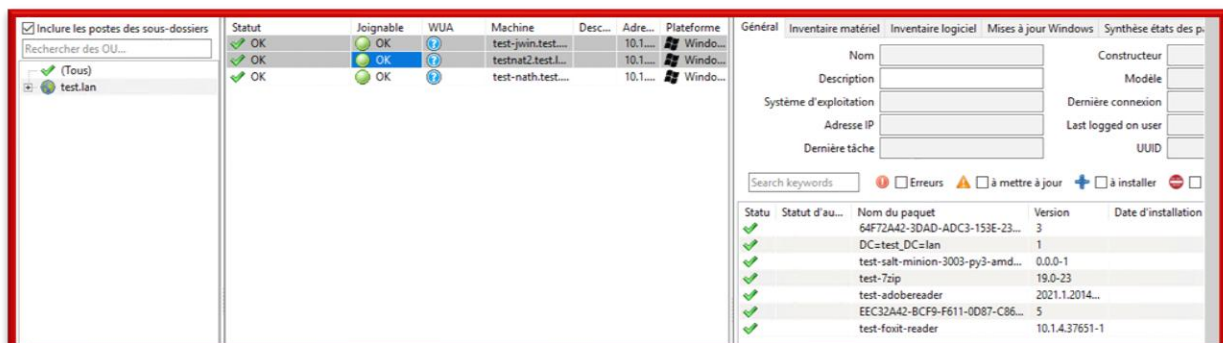 Inclure les postes des sous-dossiers
Rechercher des OU...
(Tous)
test.lan
Statut Joignable WUA Machine Desc... Adre... Plateforme
OK OK test-jwin.test.... 10.1.... Windo...
OK OK testnat2.test.l... 10.1.... Windo...
OK OK test-nath.test.... 10.1.... Windo...
Général Inventaire matériel Inventaire logiciel Mises à jour Windows Synthèse états des
Nom Constructeur
Description Modèle
Système d'exploitation Dernière connexion
Adresse IP Last logged on user
Dernière tâche UUID
Search keywords Erreurs à mettre à jour à installer
Statu Statut d'au... Nom du paquet Version Date d'installation
64F72A42-3DAD-ADC3-153E-23... 3
DC=test_DC=lan 1
test-salt-minion-3003-py3-amd... 0.0.0-1
test-7zip 19.0-23
test-adobereader 2021.1.2014...
EEC32A42-BCF9-F611-0D87-C86... 5
test-foxit-reader 10.1.4.37651-1